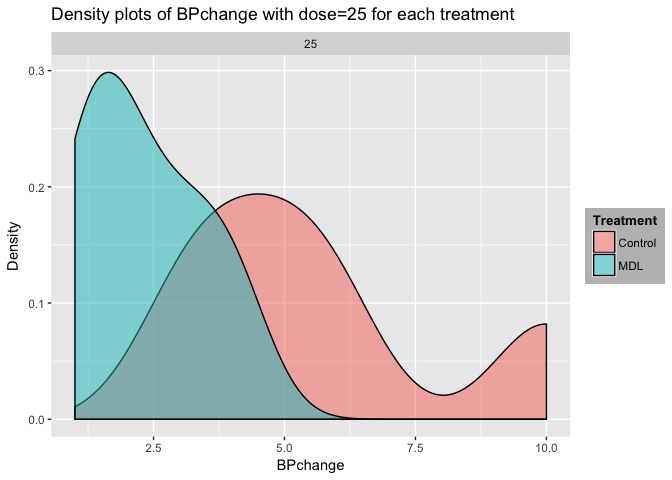 Density plots of BPchange with dose=25 for each treatment
25
0.3
0.2
0.1
0.0
Density
2.5
5.0
7.5
10.0
BPchange
Treatment
Control
MDL